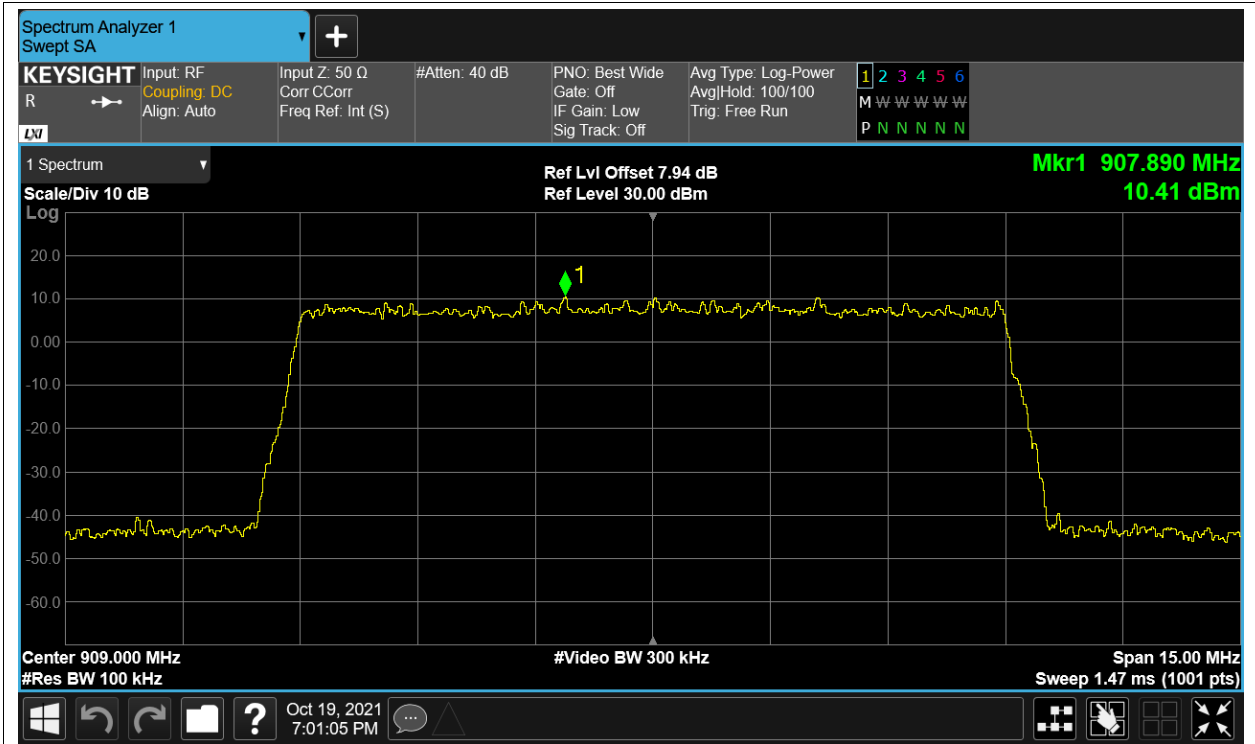 Spectrum Analyzer 1
Swept SA
+
KEYSIGHT Input: RF Input Z: 50 Ω #Atten: 40 dB PNO: Best Wide Avg Type: Log-Power 1 2 3 4 5 6
R Coupling: DC Corr CCorr Gate: Off Avg|Hold: 100/100 M W W W W W
Align: Auto Freq Ref: Int (S) IF Gain: Low Trig: Free Run
LXI Sig Track: Off P N N N N N
1 Spectrum
Scale/Div 10 dB
Ref Lvl Offset 7.94 dB
Ref Level 30.00 dBm
Mkr1 907.890 MHz
10.41 dBm
Log
20.0
1
10.0
0.00
-10.0
-20.0
-30.0
-40.0
-50.0
-60.0
Center 909.000 MHz #Video BW 300 kHz Span 15.00 MHz
#Res BW 100 kHz Sweep 1.47 ms (1001 pts)
?
Oct 19, 2021
7:01:05 PM